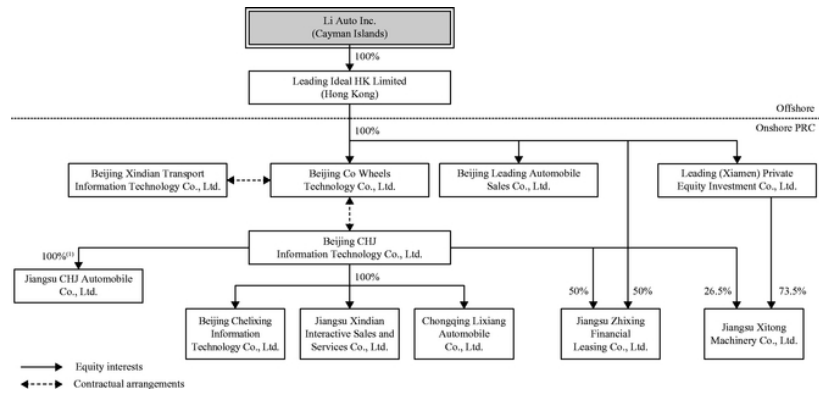 Li Auto Inc.
(Cayman Islands)
100%
Leading Ideal HK Limited
(Hong Kong)
Offshore
Onshore PRC
100%
Beijing Xindian Transport
Information Technology Co., Ltd.
Beijing Co Wheels
Technology Co., Ltd.
Beijing Leading Automobile
Sales Co., Ltd.
Leading (Xiamen) Private
Equity Investment Co., Ltd.
Beijing CHJ
Information Technology Co., Ltd.
100%(1)
Jiangsu CHJ Automobile
Co., Ltd.
100%
50%
50%
26.5%
73.5%
Beijing Chelixing
Information
Technology Co., Ltd.
Jiangsu Xindian
Interactive Sales and
Services Co., Ltd.
Chongqing Lixiang
Automobile
Co., Ltd.
Jiangsu Zhixing
Financial
Leasing Co., Ltd.
Jiangsu Xitong
Machinery Co., Ltd.
Equity interests
Contractual arrangements